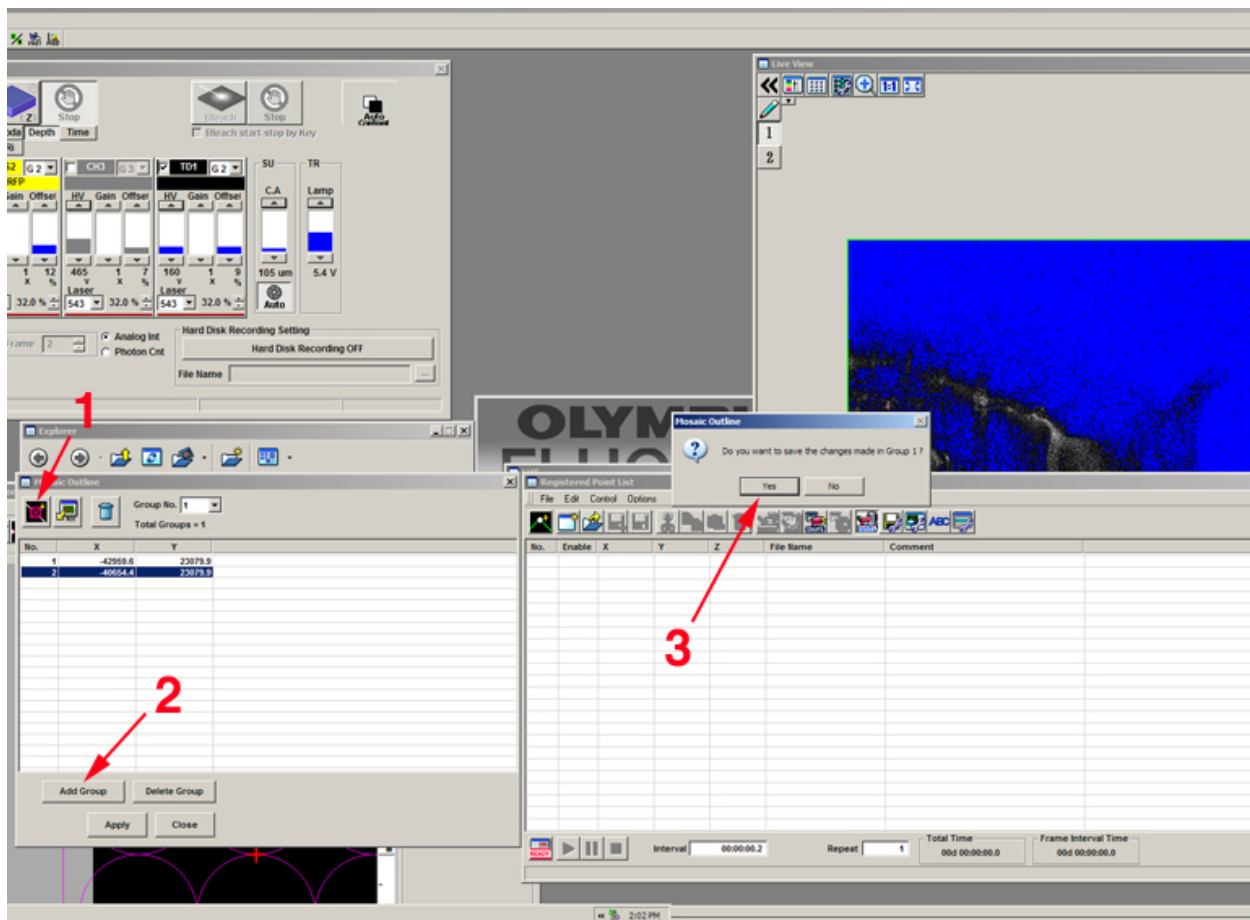 Live View
1
2
Stop
Bleach
Stop
Auto
Contrast
Depth
Time
Bleach start-stop by Key
G 2
CH3
G 3
TD1
G 2
SU
TR
RFP
Gain Offset
HV Gain Offset
HV Gain Offset
C.A
Lamp
1 12
465 1 7
160 1 9
105 um
5.4 V
X %
V X %
V X %
Laser
Laser
32.0 %
543
32.0 %
543
32.0 %
Auto
Frame 2
Analog Int
Photon Cnt
Hard Disk Recording Setting
Hard Disk Recording OFF
File Name
...
1
Explorer
Mosaic Outline
Group No. 1
Total Groups = 1
No. X Y
1 -42959.6 23079.9
2 -40654.4 23079.9
2
Add Group
Delete Group
Apply
Close
Mosaic Outline
Do you want to save the changes made in Group 1 ?
Yes
No
3
Registered Point List
File Edit Control Options
ABC
No. Enable X Y Z File Name Comment
READY
Interval 00:00:00.2
Repeat 1
Total Time
00d 00:00:00.0
Frame Interval Time
00d 00:00:00.0
2:02 PM